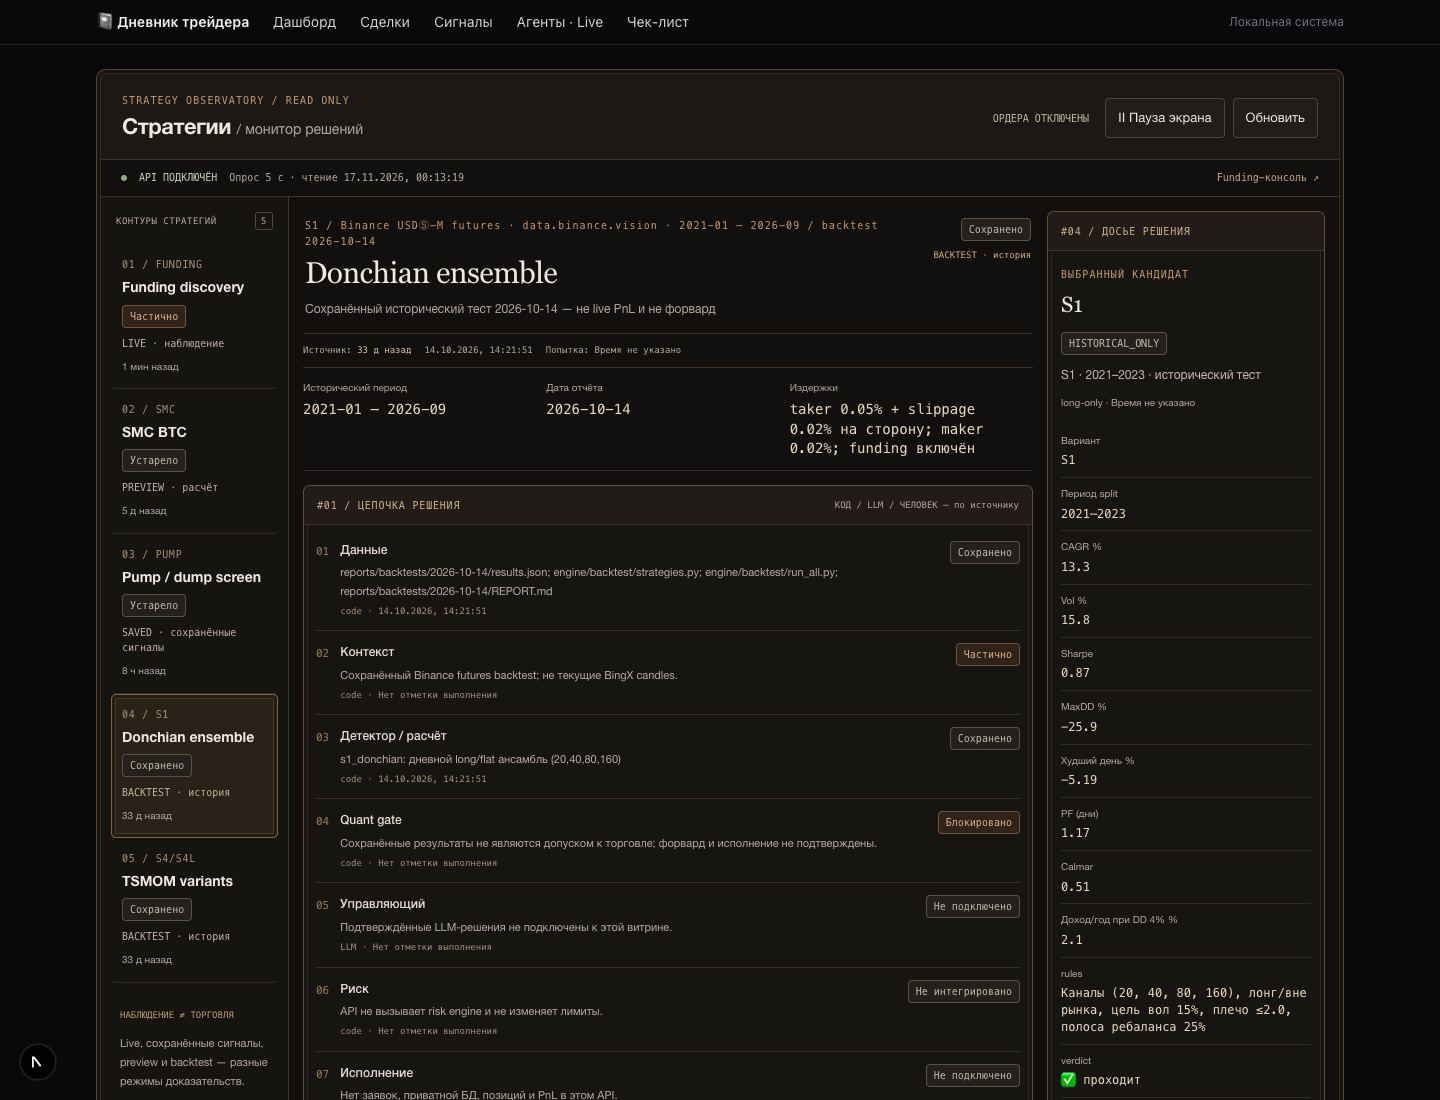 Дневник трейдера
Дашборд
Сделки
Сигналы
Агенты · Live
Чек-лист
Локальная система
STRATEGY OBSERVATORY / READ ONLY
Стратегии / монитор решений
ОРДЕРА ОТКЛЮЧЕНЫ
II Пауза экрана
Обновить
API ПОДКЛЮЧЁН Опрос 5 с · чтение 17.11.2026, 00:13:19
Funding-консоль ↗
КОНТУРЫ СТРАТЕГИЙ
5
01 / FUNDING
Funding discovery
Частично
LIVE · наблюдение
1 мин назад
02 / SMC
SMC BTC
Устарело
PREVIEW · расчёт
5 д назад
03 / PUMP
Pump / dump screen
Устарело
SAVED · сохранённые
сигналы
8 ч назад
04 / S1
Donchian ensemble
Сохранено
BACKTEST · история
33 д назад
05 / S4/S4L
TSMOM variants
Сохранено
BACKTEST · история
33 д назад
НАБЛЮДЕНИЕ ≠ ТОРГОВЛЯ
Live, сохранённые сигналы,
preview и backtest — разные
режимы доказательств.
S1 / Binance USDⓈ-M futures · data.binance.vision · 2021-01 — 2026-09 / backtest
2026-10-14
Donchian ensemble
Сохранённый исторический тест 2026-10-14 — не live PnL и не форвард
Сохранено
BACKTEST · история
Источник: 33 д назад 14.10.2026, 14:21:51 Попытка: Время не указано
Исторический период
2021-01 — 2026-09
Дата отчёта
2026-10-14
Издержки
taker 0.05% + slippage
0.02% на сторону; maker
0.02%; funding включён
#01 / ЦЕПОЧКА РЕШЕНИЯ
КОД / LLM / ЧЕЛОВЕК — по источнику
01 Данные
Сохранено
reports/backtests/2026-10-14/results.json; engine/backtest/strategies.py; engine/backtest/run_all.py;
reports/backtests/2026-10-14/REPORT.md
code · 14.10.2026, 14:21:51
02 Контекст
Частично
Сохранённый Binance futures backtest; не текущие BingX candles.
code · Нет отметки выполнения
03 Детектор / расчёт
Сохранено
s1_donchian: дневной long/flat ансамбль (20,40,80,160)
code · 14.10.2026, 14:21:51
04 Quant gate
Блокировано
Сохранённые результаты не являются допуском к торговле; форвард и исполнение не подтверждены.
code · Нет отметки выполнения
05 Управляющий
Не подключено
Подтверждённые LLM-решения не подключены к этой витрине.
LLM · Нет отметки выполнения
06 Риск
Не интегрировано
API не вызывает risk engine и не изменяет лимиты.
code · Нет отметки выполнения
07 Исполнение
Не подключено
Нет заявок, приватной БД, позиций и PnL в этом API.
#04 / ДОСЬЕ РЕШЕНИЯ
ВЫБРАННЫЙ КАНДИДАТ
S1
HISTORICAL_ONLY
S1 · 2021–2023 · исторический тест
long-only · Время не указано
Вариант
S1
Период split
2021–2023
CAGR %
13.3
Vol %
15.8
Sharpe
0.87
MaxDD %
−25.9
Худший день %
−5.19
PF (дни)
1.17
Calmar
0.51
Доход/год при DD 4% %
2.1
rules
Каналы (20, 40, 80, 160), лонг/вне
рынка, цель вол 15%, плечо ≤2.0,
полоса ребаланса 25%
verdict
✅ проходит